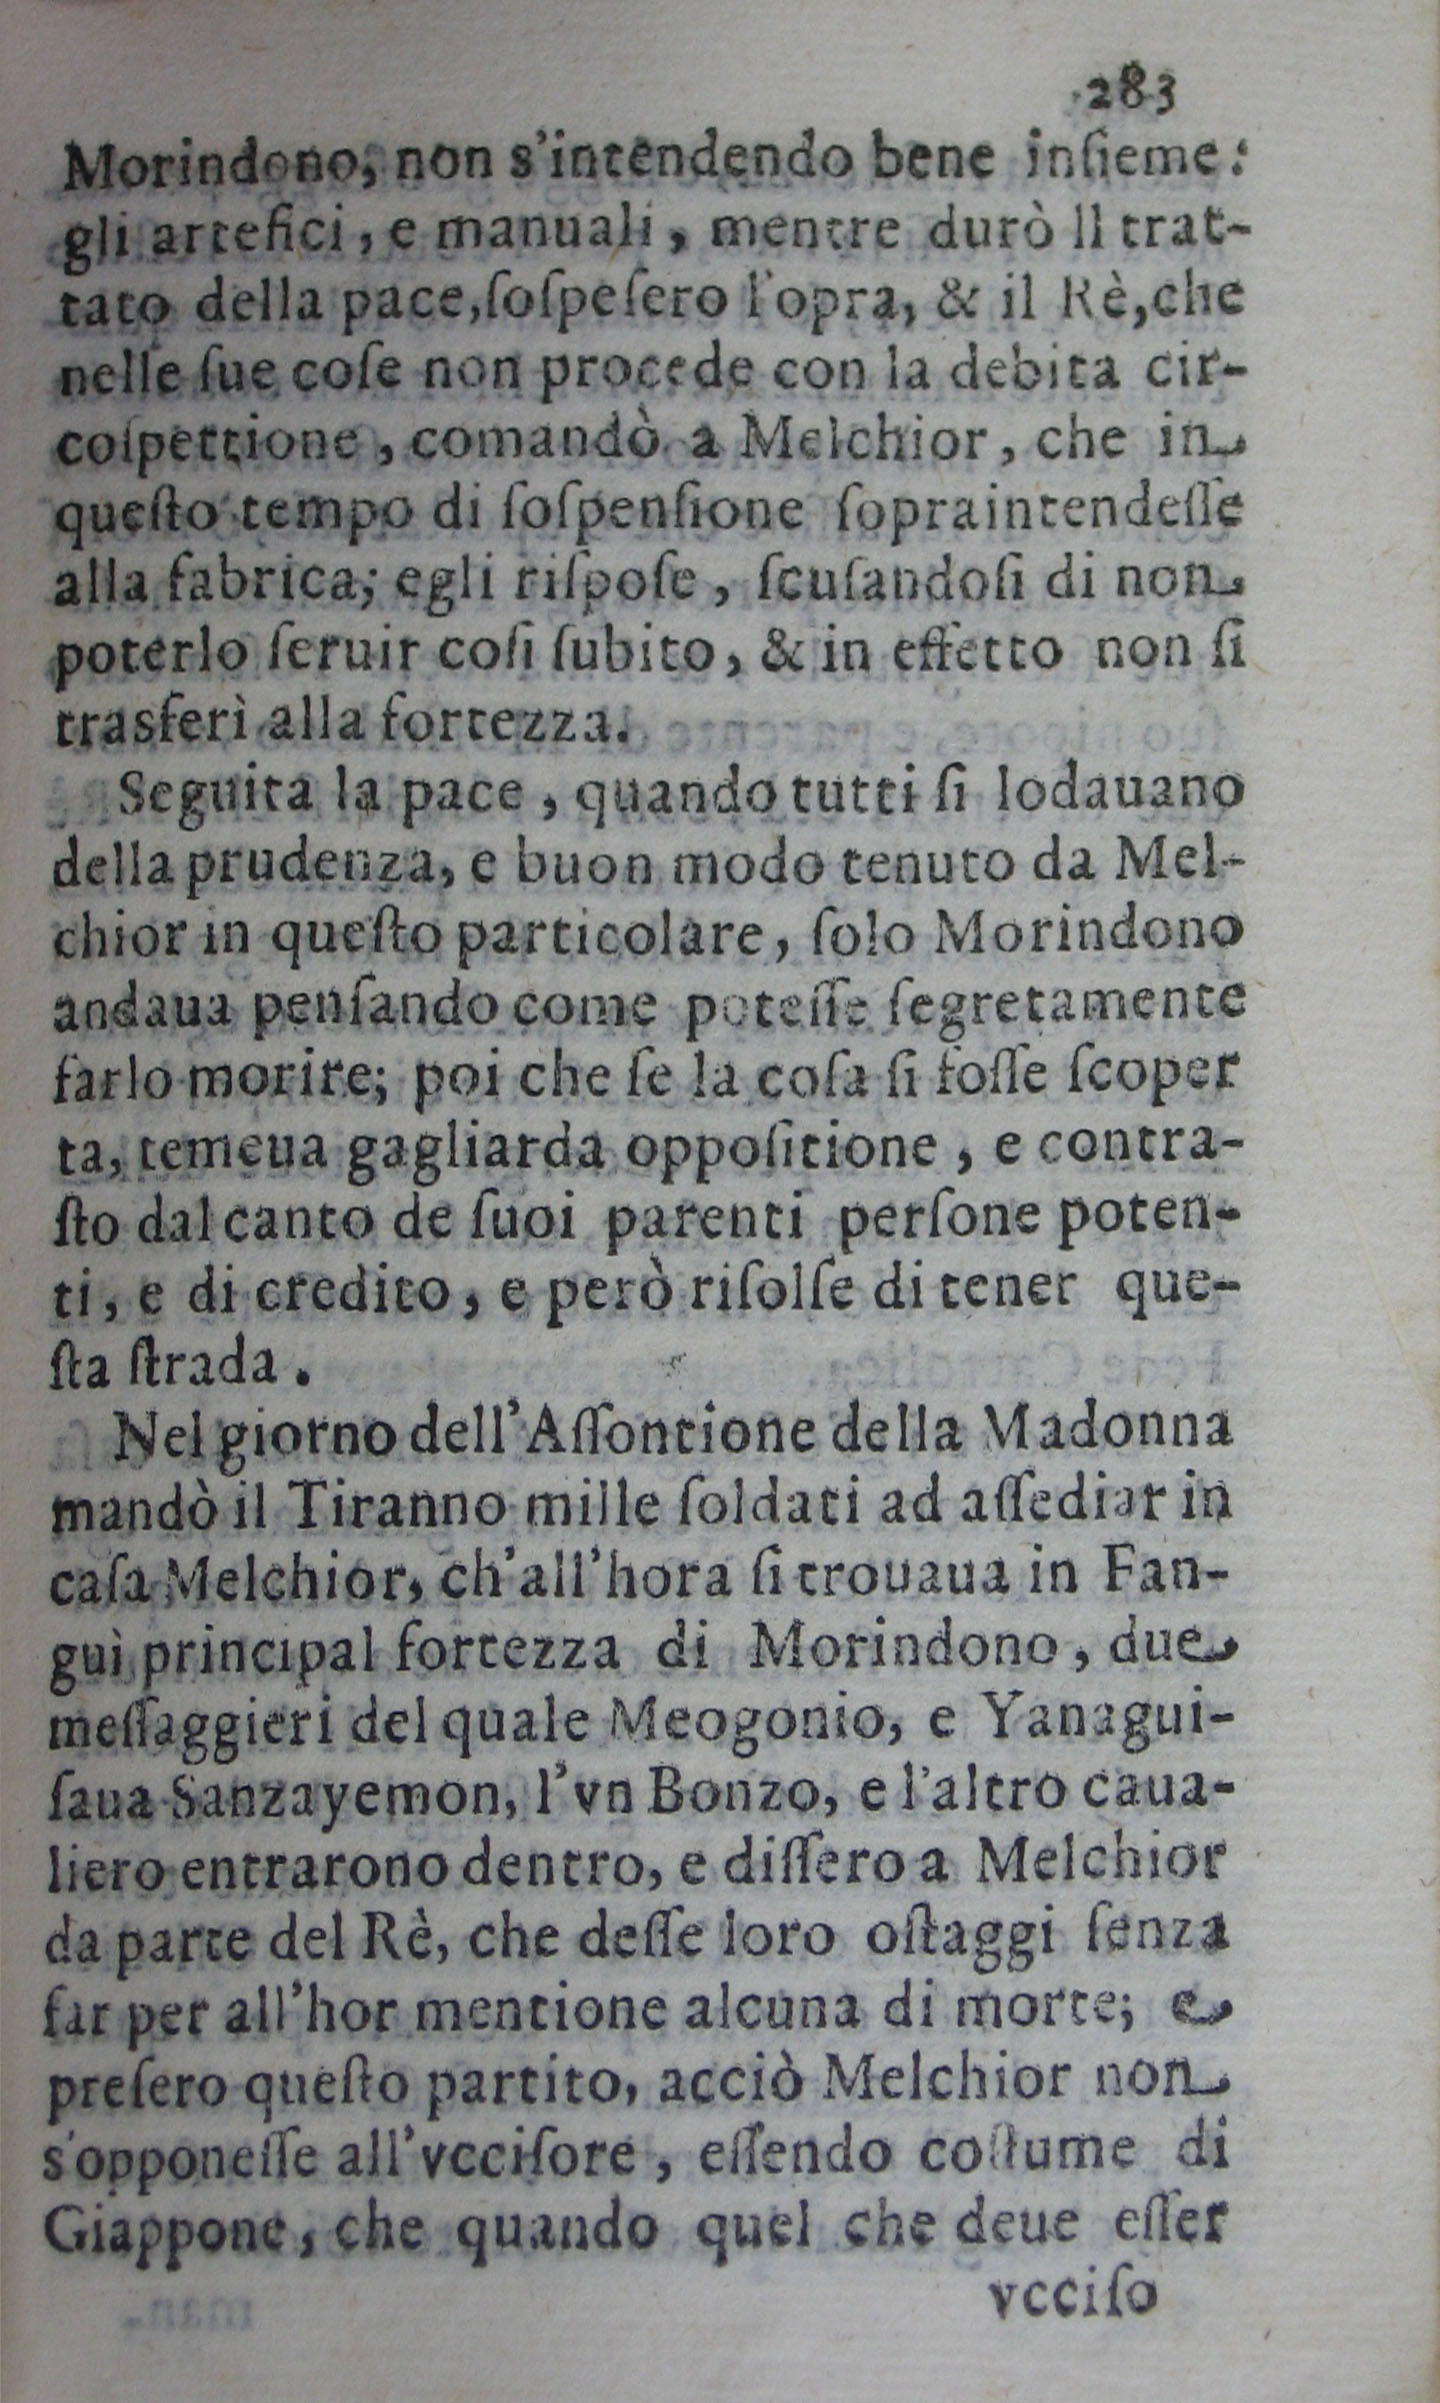 283
Morindono, non s'intendendo bene inſieme:
gli artefici, e manuali, mentre durò il trat-
tato della pace, ſoſpeſero l'opra, & il Rè, che
nelle ſue coſe non procede con la debita cir-
coſpettione, comandò a Melchior, che in
queſto tempo di ſoſpenſione ſopraintendeſſe
alla fabrica; egli riſpoſe, ſcuſandoſi di non
poterlo ſeruir coſi ſubito, & in effetto non ſi
trasferì alla fortezza.
Seguita la pace, quando tutti ſi lodauano
della prudenza, e buon modo tenuto da Mel-
chior in queſto particolare, ſolo Morindono
andaua penſando come poteſſe ſegretamente
farlo morire; poi che ſe la coſa ſi foſſe ſcoper
ta, temeua gagliarda oppoſitione, e contra-
ſto dal canto de ſuoi parenti perſone poten-
ti, e di credito, e però riſolſe di tener que-
ſta ſtrada.
Nel giorno dell'Aſſontione della Madonna
mandò il Tiranno mille ſoldati ad aſſediar in
caſa Melchior, ch'all'hora ſi trouaua in Fan-
guì principal fortezza di Morindono, due
meſſaggieri del quale Meogonio, e Yanagui-
ſaua Sanzayemon, l'vn Bonzo, e l'altro caua-
liero entrarono dentro, e diſſero a Melchior
da parte del Rè, che deſſe loro oſtaggi ſenza
far per all'hor mentione alcuna di morte; e
preſero queſto partito, acciò Melchior non
s'opponeſſe all'vcciſore, eſſendo coſtume di
Giappone, che quando quel che deue eſſer
vcciſo